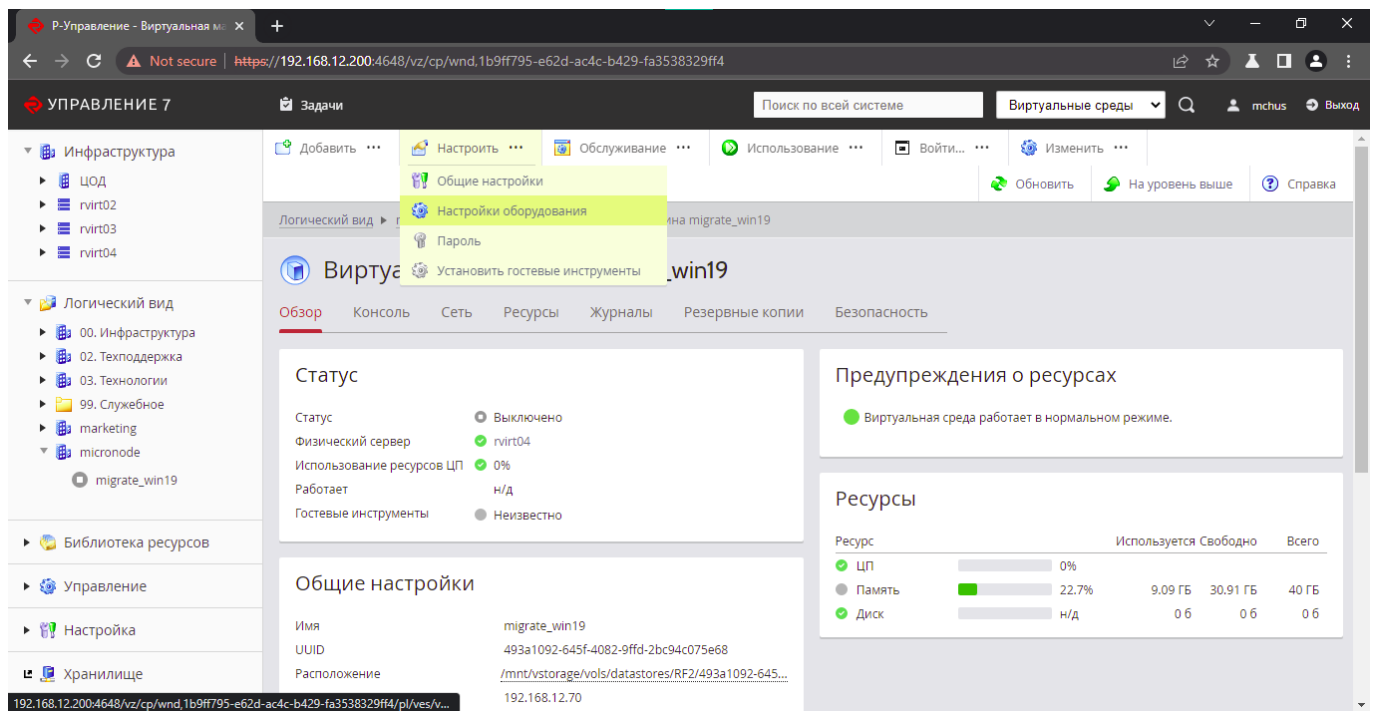 Р-Управление - Виртуальная ма
Not secure | https://192.168.12.200:4648/vz/cp/wnd,1b9ff795-e62d-ac4c-b429-fa3538329ff4
УПРАВЛЕНИЕ 7
Задачи
Поиск по всей системе
Виртуальные среды
mchus
Выход
Инфраструктура
ЦОД
rvirt02
rvirt03
rvirt04
Логический вид
00. Инфраструктура
02. Техподдержка
03. Технологии
99. Служебное
marketing
micronode
migrate_win19
Библиотека ресурсов
Управление
Настройка
Хранилище
192.168.12.200:4648/vz/cp/wnd,1b9ff795-e62d-ac4c-b429-fa3538329ff4/pl/ves/v...
Добавить ...
Настроить ...
Обслуживание ...
Использование ...
Войти... ...
Изменить ...
Общие настройки
Настройки оборудования
Пароль
Установить гостевые инструменты
Обновить
На уровень выше
Справка
Логический вид
migrate_win19
Обзор
Консоль
Сеть
Ресурсы
Журналы
Резервные копии
Безопасность
Статус
Статус Выключено
Физический сервер rvirt04
Использование ресурсов ЦП 0%
Работает н/д
Гостевые инструменты Неизвестно
Общие настройки
Имя migrate_win19
UUID 493a1092-645f-4082-9ffd-2bc94c075e68
Расположение /mnt/vstorage/vols/datastores/RF2/493a1092-645...
192.168.12.70
Предупреждения о ресурсах
Виртуальная среда работает в нормальном режиме.
Ресурсы
Ресурс Используется Свободно Всего
ЦП 0%
Память 22.7% 9.09 ГБ 30.91 ГБ 40 ГБ
Диск н/д 0 б 0 б 0 б